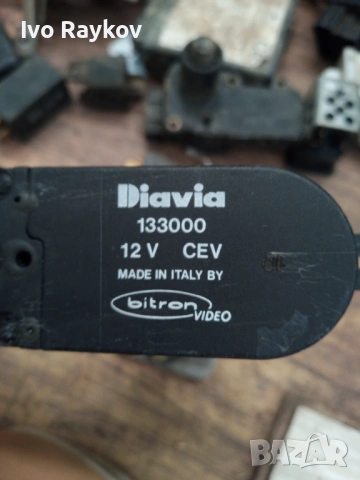 Ivo Raykov
Diavia
133000
12 V CEV
MADE IN ITALY BY
bitron
VIDEO
BAZAR